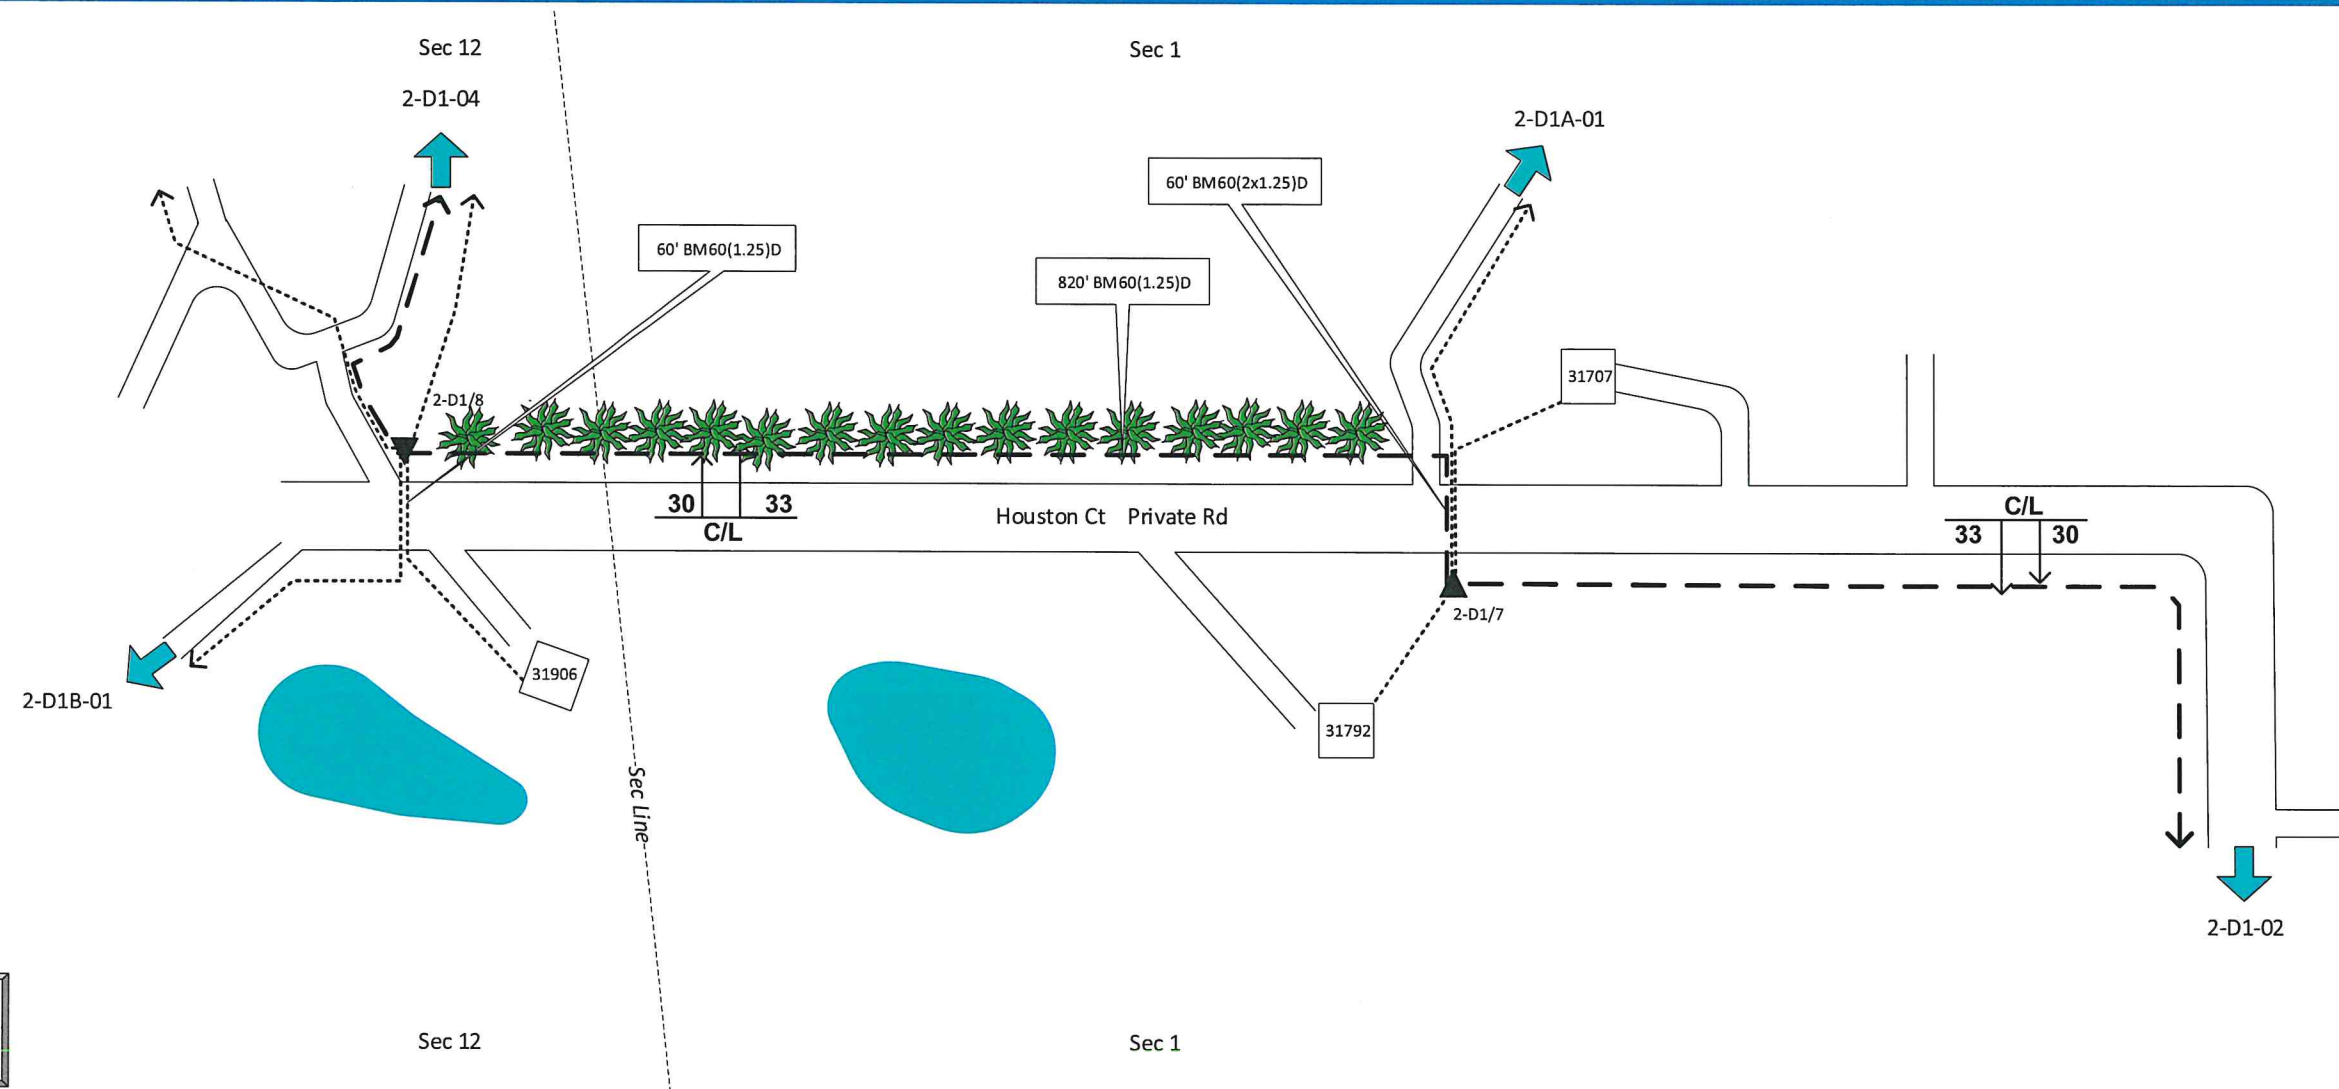 Sec 12
Sec 1
2-D1-04
2-D1A-01
60' BM60(2x1.25)D
60' BM60(1.25)D
820' BM60(1.25)D
31707
2-D1/8
30
33
C/L
Houston Ct Private Rd
C/L
33
30
2-D1/7
31906
2-D1B-01
31792
Sec Line
2-D1-02
Sec 12
Sec 1